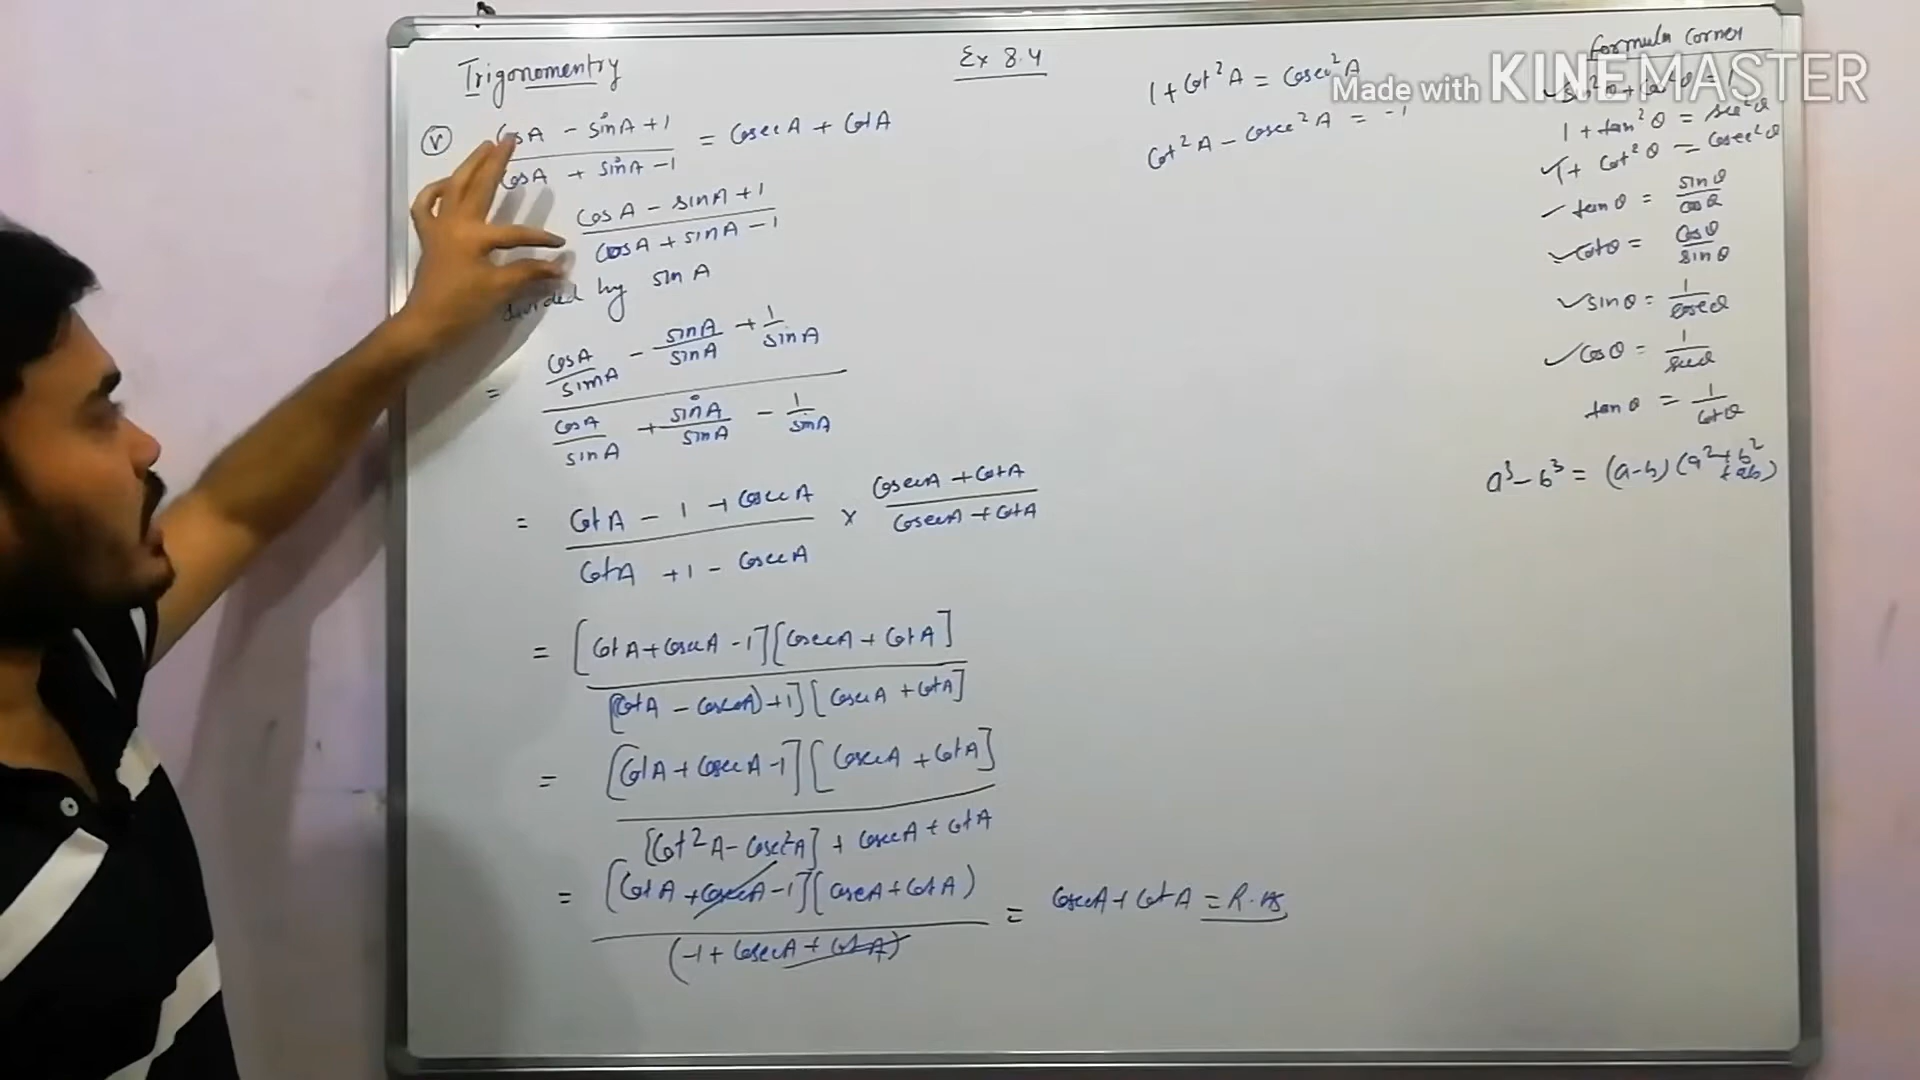 Trigonomentry
Ex 8.4
(V) CosA - sinA + 1 / CosA + sinA - 1 = CosecA + CotA
CosA - sinA + 1 / CosA + sinA - 1
divided by sin A
= CosA/sinA - sinA/sinA + 1/sinA / CosA/sinA + sinA/sinA - 1/sinA
= CotA - 1 + CosecA / CotA + 1 - CosecA × CosecA + CotA / CosecA + CotA
= [CotA + CosecA - 1] [CosecA + CotA] / [(CotA - CosecA) + 1] [CosecA + CotA]
= [CotA + CosecA - 1] [CosecA + CotA] / [Cot²A - Cosec²A] + CosecA + CotA
= [CotA + CosecA - 1] [CosecA + CotA) / (-1 + CosecA + CotA) = CosecA + CotA = R.
1 + Cot²A = Cosec²A
Cot²A - Cosec²A = -1
Made with KINEMASTER
Formula Corner
1 + tan²θ = sec²θ
1 + Cot²θ = Cosec²θ
tanθ = sinθ/cosθ
Cotθ = Cosθ/sinθ
sinθ = 1/Cosecθ
Cosθ = 1/secθ
tanθ = 1/Cotθ
a³ - b³ = (a-b) (a² + b² + ab)